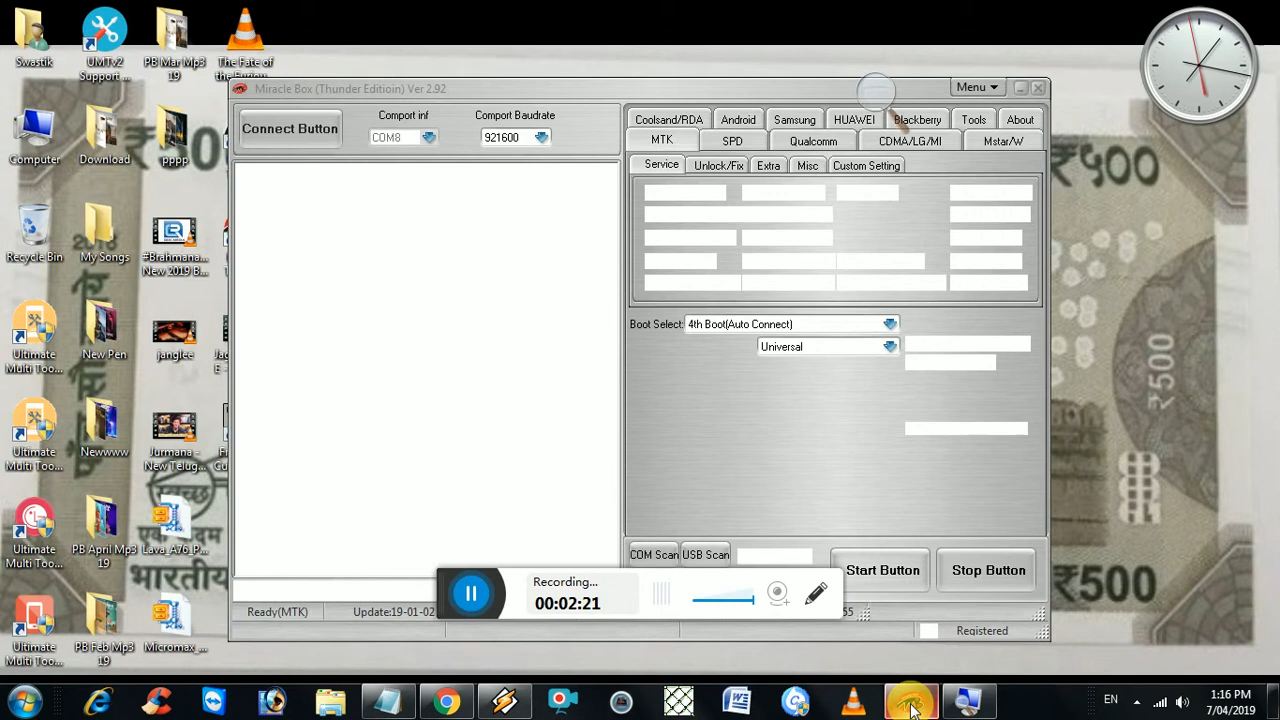 Swastik
UMTv2 Support ...
PB Mar Mp3 19
The Fate of the Furiou...
Computer
Download
pppp
Recycle Bin
My Songs
#Brahmana... New 2019 B...
Ultimate Multi Too...
New Pen
janglee
Ultimate Multi Too...
Newwww
Jurmana - New Telug...
Ultimate Multi Too...
PB April Mp3 19
Lava_A76_P...
Ultimate Multi Too...
PB Feb Mp3 19
Micromax_...
Miracle Box (Thunder Editioin) Ver 2.92
Menu
Connect Button
Comport inf
COM8
Comport Baudrate
921600
Coolsand/RDA
Android
Samsung
HUAWEI
Blackberry
Tools
About
MTK
SPD
Qualcomm
CDMA/LG/MI
Mstar/W
Service
Unlock/Fix
Extra
Misc
Custom Setting
Boot Select:
4th Boot(Auto Connect)
Universal
COM Scan
USB Scan
Start Button
Stop Button
Recording...
00:02:21
Ready(MTK)
Update:19-01-02
55
Registered
₹५००
₹500
₹500
स्वच्छ
एक कदम
भारतीय
EN
1:16 PM
7/04/2019